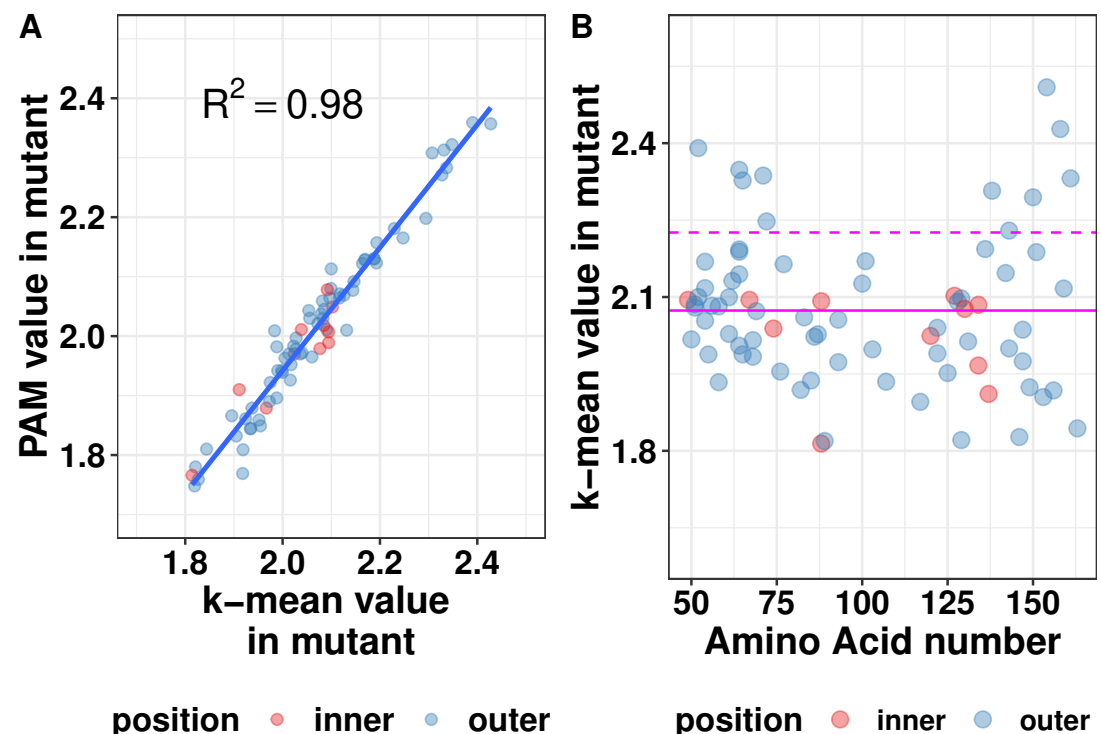 A
PAM value in mutant
2.4
2.2
2.0
1.8
R² = 0.98
1.8 2.0 2.2 2.4
k−mean value
in mutant
position inner outer
B
k−mean value in mutant
2.4
2.1
1.8
50 75 100 125 150
Amino Acid number
position inner outer